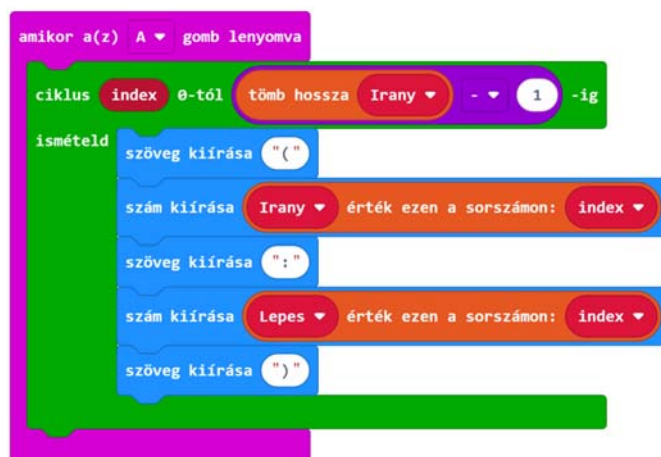 amikor a(z) A gomb lenyomva
ciklus index 0-tól tömb hossza Irany - 1 -ig
ismételd
szöveg kiírása "("
szám kiírása Irany érték ezen a sorszámon: index
szöveg kiírása ":"
szám kiírása Lepes érték ezen a sorszámon: index
szöveg kiírása ")"